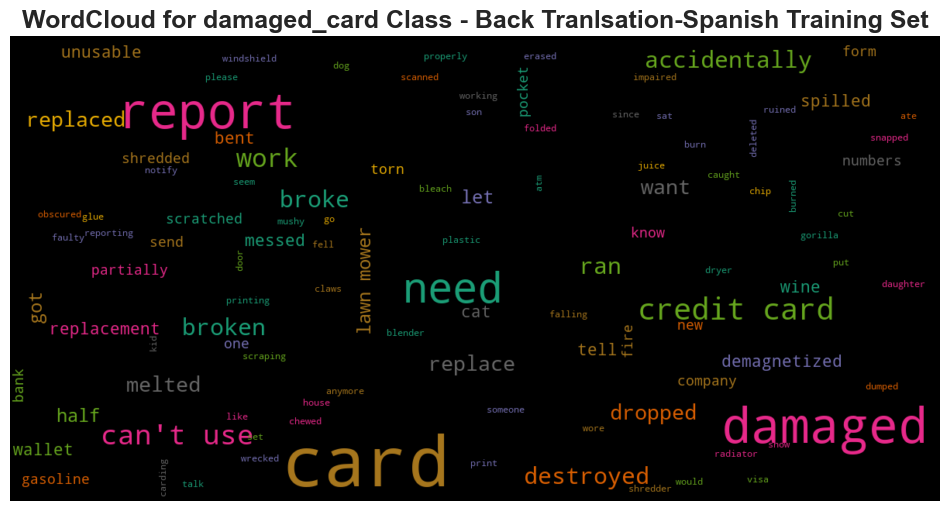 WordCloud for damaged_card Class - Back Tranlsation-Spanish Training Set
unusable
windshield
dog
properly
erased
accidentally
form
please
scanned
pocket
impaired
working
spilled
report
replaced
son
since
sat
ruined
ate
bent
folded
deleted
snapped
shredded
work
burn
numbers
notify
torn
juice
caught
seem
bleach
atm
want
chip
burned
broke
let
obscured
glue
scratched
mushy
go
cut
faulty
reporting
send
messed
fell
lawn mower
plastic
know
gorilla
door
partially
ran
dryer
put
claws
need
wine
daughter
got
printing
cat
falling
credit card
replacement
broken
blender
fire
new
kid
one
tell
scraping
replace
demagnetized
bank
melted
anymore
company
dumped
house
half
like
chewed
someone
dropped
damaged
can't use
set
wore
show
wallet
wrecked
card
print
radiator
gasoline
carding
talk
destroyed
shredder
would
visa